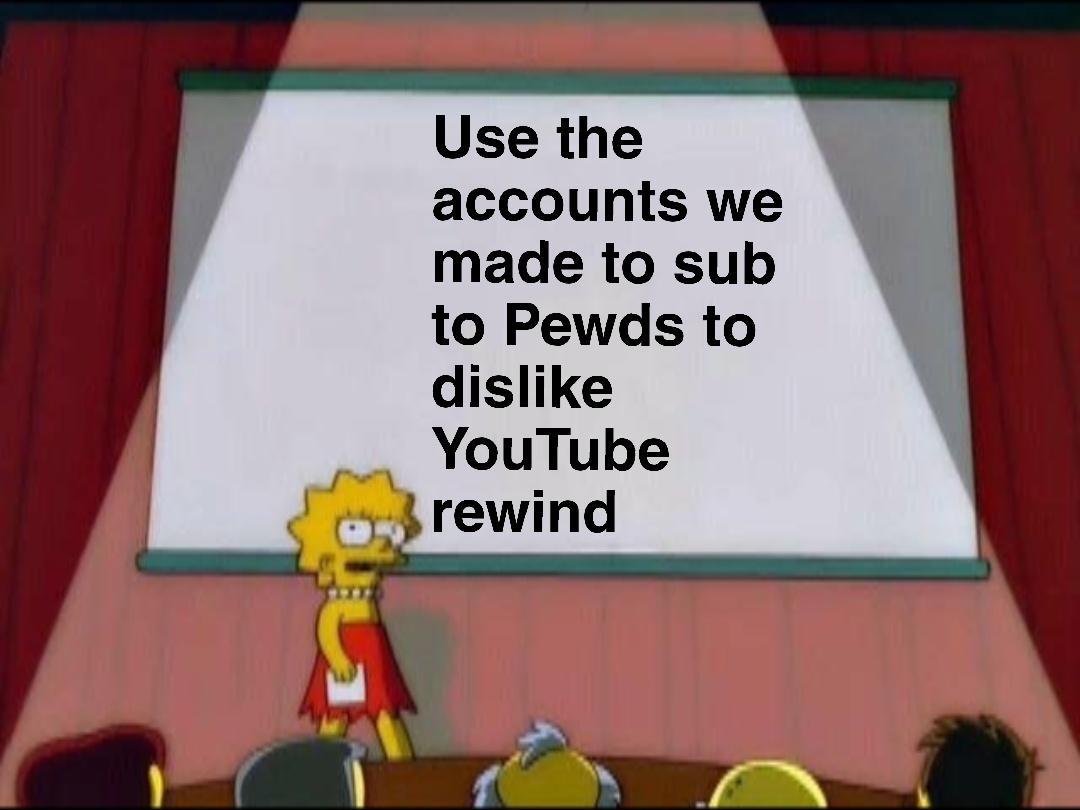 Use the
accounts we
made to sub
to Pewds to
dislike
YouTube
rewind